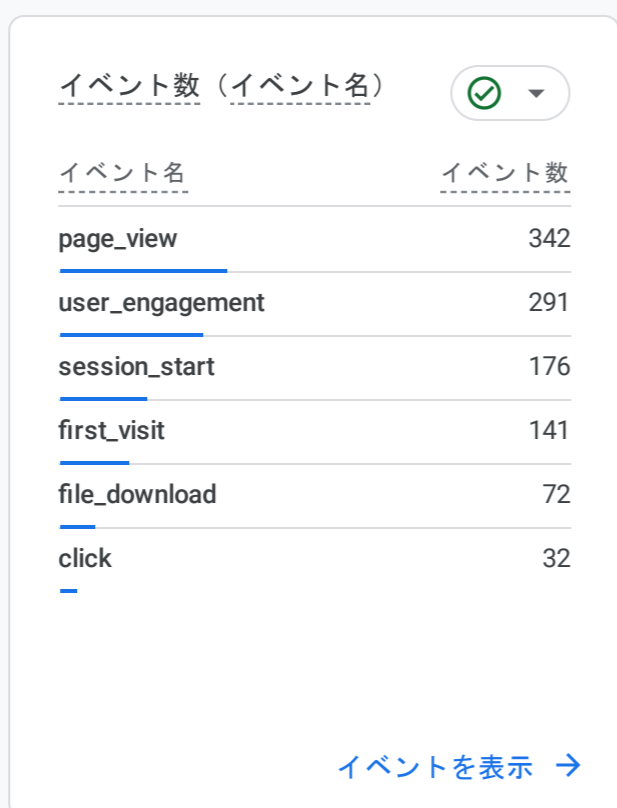 イベント数（イベント名）
イベント名 イベント数
page_view 342
user_engagement 291
session_start 176
first_visit 141
file_download 72
click 32
イベントを表示 →